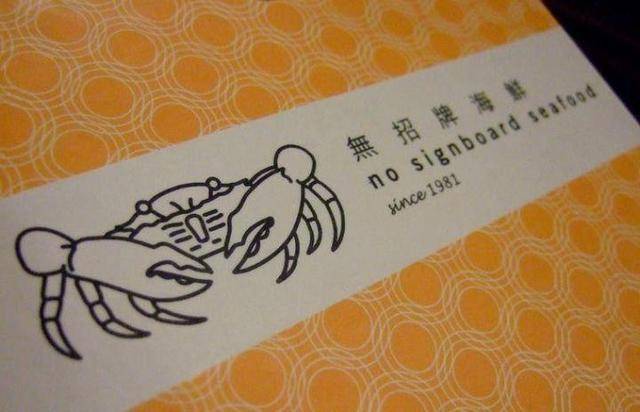 無招牌海鮮
no signboard seafood
since 1981